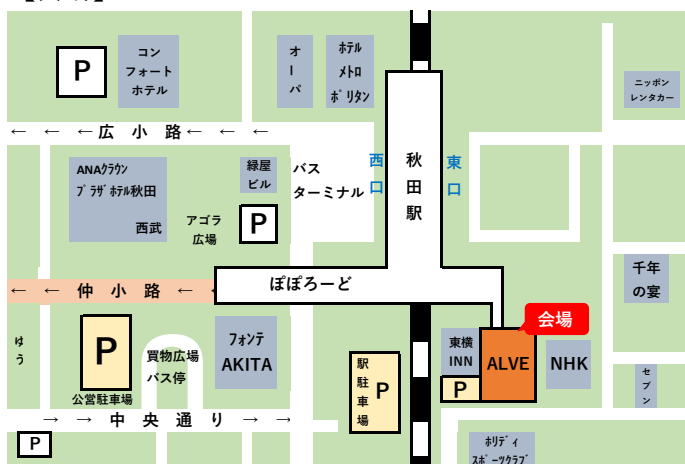 P
コン
フォート
ホテル
オーパ
ホテル
メトロ
ポリタン
ニッポン
レンタカー
← ← ← 広 小 路 ← ← ←
ANAクラウン
プラザホテル秋田
西武
緑屋
ビル
アゴラ
広場
P
バス
ターミナル
西口
秋田駅
東口
千年
の宴
← ← 仲 小 路 ← ←
ぽぽろーど
会場
ゆう
P
公営駐車場
買物広場
バス停
フォンテ
AKITA
駅駐車場
P
東横
INN
P
ALVE
NHK
セブン
→ → 中 央 通 り → →
P
ホリディ
スポーツクラブ